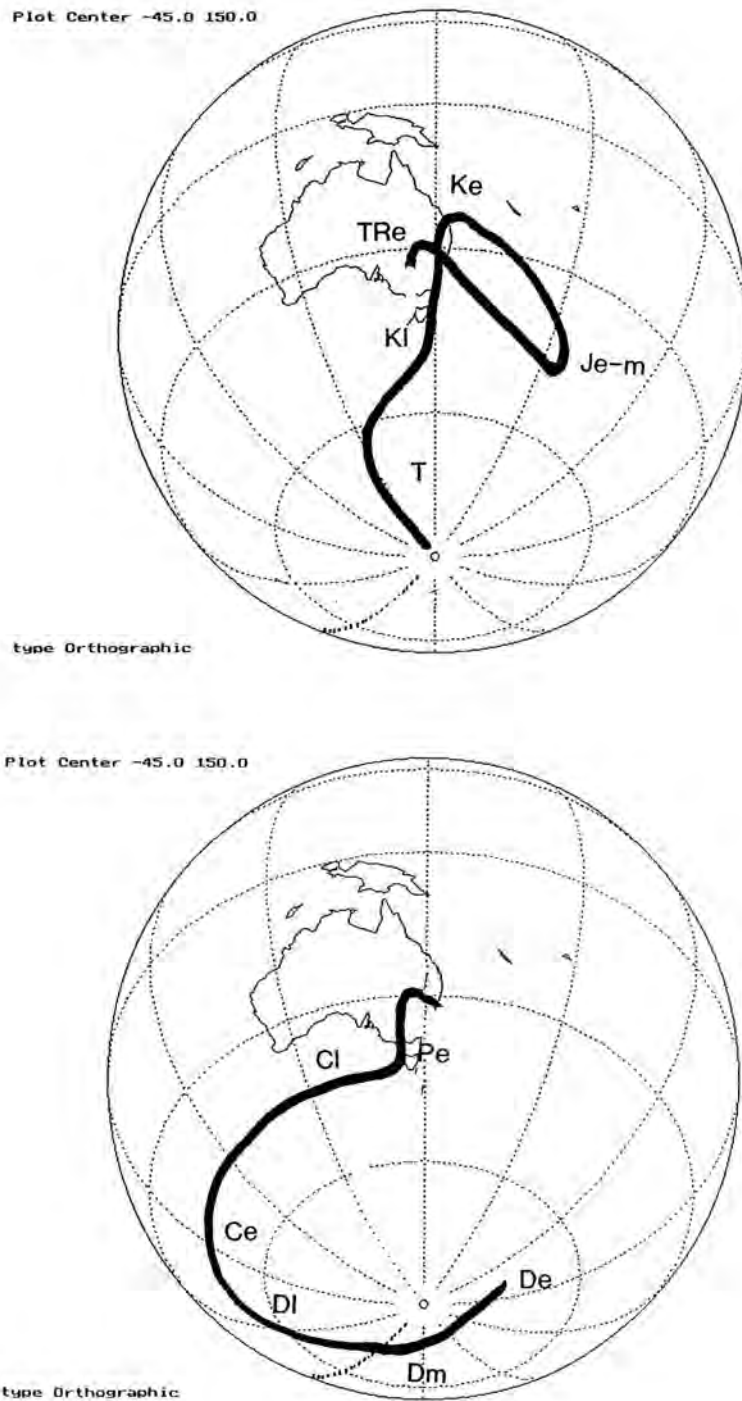 Plot Center -45.0 150.0
Ke
TRe
Kl
Je-m
T
type Orthographic
Plot Center -45.0 150.0
Cl
Pe
Ce
De
Dl
Dm
type Orthographic